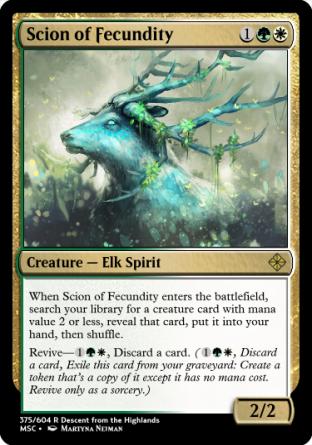 Scion of Fecundity 1
Creature — Elk Spirit
When Scion of Fecundity enters the battlefield,
search your library for a creature card with mana
value 2 or less, reveal that card, put it into your
hand, then shuffle.
Revive—1, Discard a card. (1, Discard
a card, Exile this card from your graveyard: Create a
token that's a copy of it except it has no mana cost.
Revive only as a sorcery.)
2/2
375/604 R Descent from the Highlands
MSC • Martyna Neiman